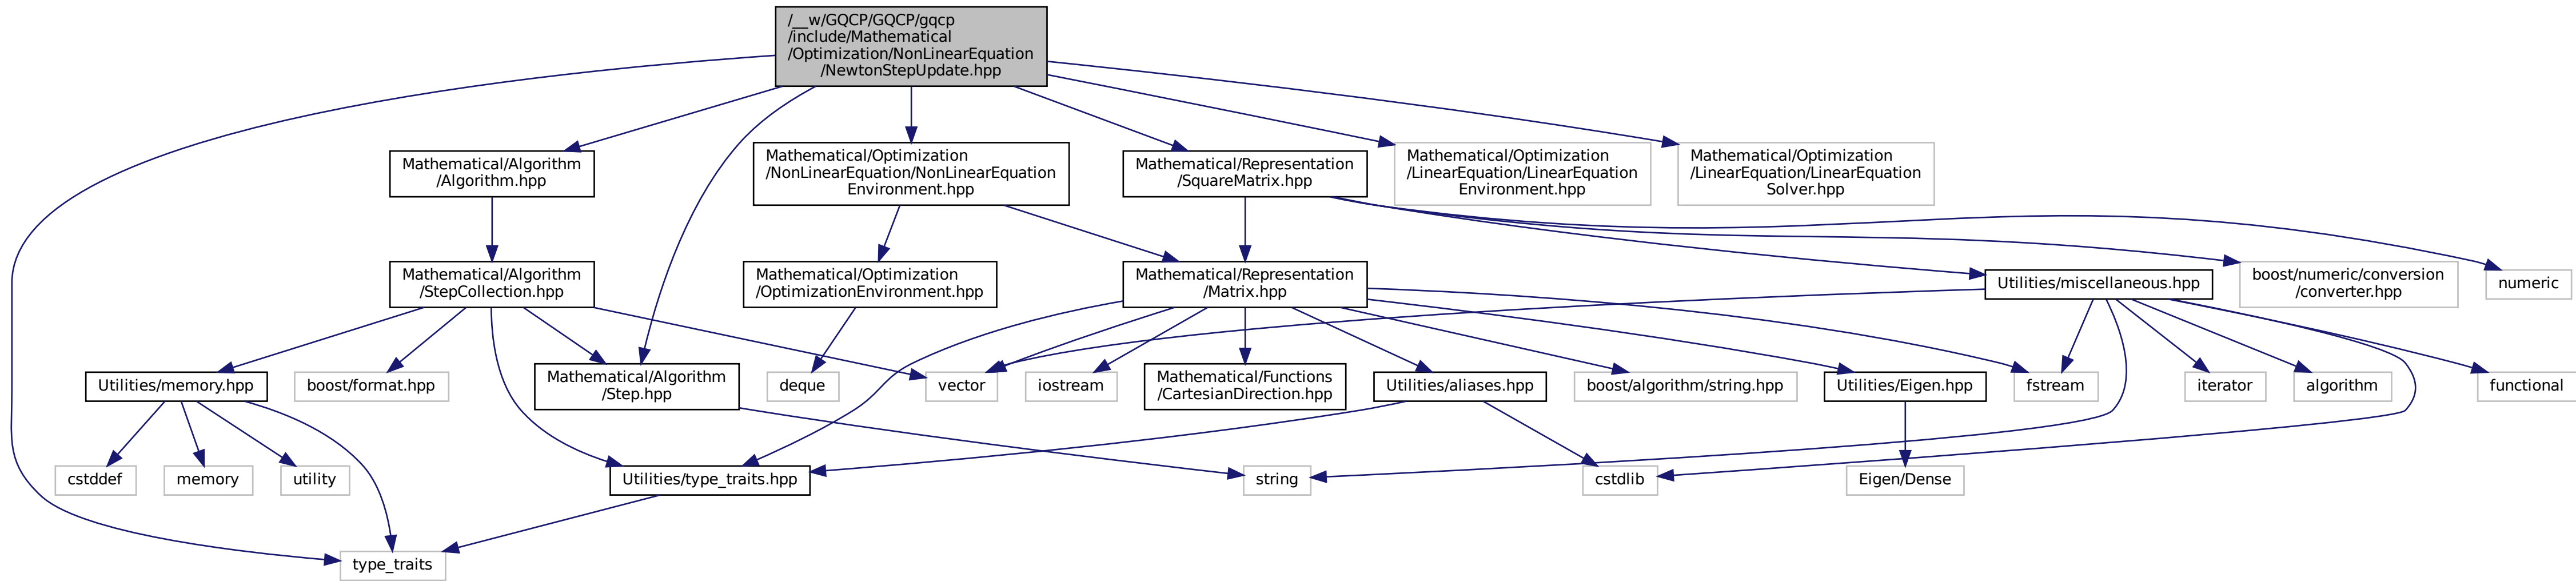 /__w/GQCP/GQCP/gqcp
/include/Mathematical
/Optimization/NonLinearEquation
/NewtonStepUpdate.hpp
Mathematical/Algorithm
/Algorithm.hpp
Mathematical/Optimization
/NonLinearEquation/NonLinearEquation
Environment.hpp
Mathematical/Representation
/SquareMatrix.hpp
Mathematical/Optimization
/LinearEquation/LinearEquation
Environment.hpp
Mathematical/Optimization
/LinearEquation/LinearEquation
Solver.hpp
Mathematical/Algorithm
/StepCollection.hpp
Mathematical/Optimization
/OptimizationEnvironment.hpp
Mathematical/Representation
/Matrix.hpp
Utilities/miscellaneous.hpp
boost/numeric/conversion
/converter.hpp
numeric
Utilities/memory.hpp
boost/format.hpp
Mathematical/Algorithm
/Step.hpp
deque
vector
iostream
Mathematical/Functions
/CartesianDirection.hpp
Utilities/aliases.hpp
boost/algorithm/string.hpp
Utilities/Eigen.hpp
fstream
iterator
algorithm
functional
cstddef
memory
utility
Utilities/type_traits.hpp
string
cstdlib
Eigen/Dense
type_traits